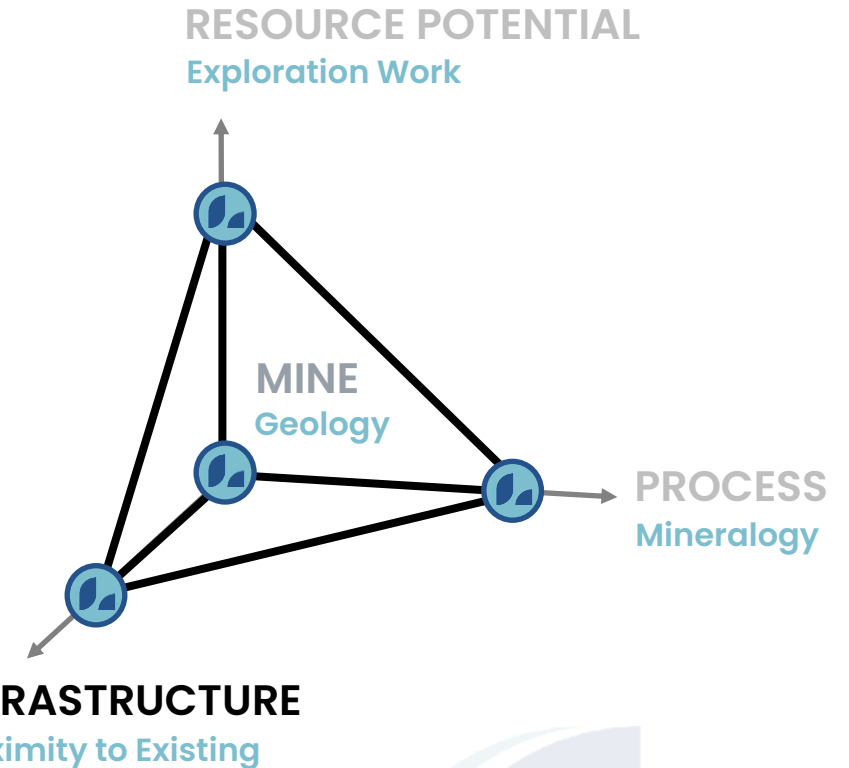 RESOURCE POTENTIAL
Exploration Work
MINE
Geology
PROCESS
Mineralogy
RASTRUCTURE
ximity to Existing